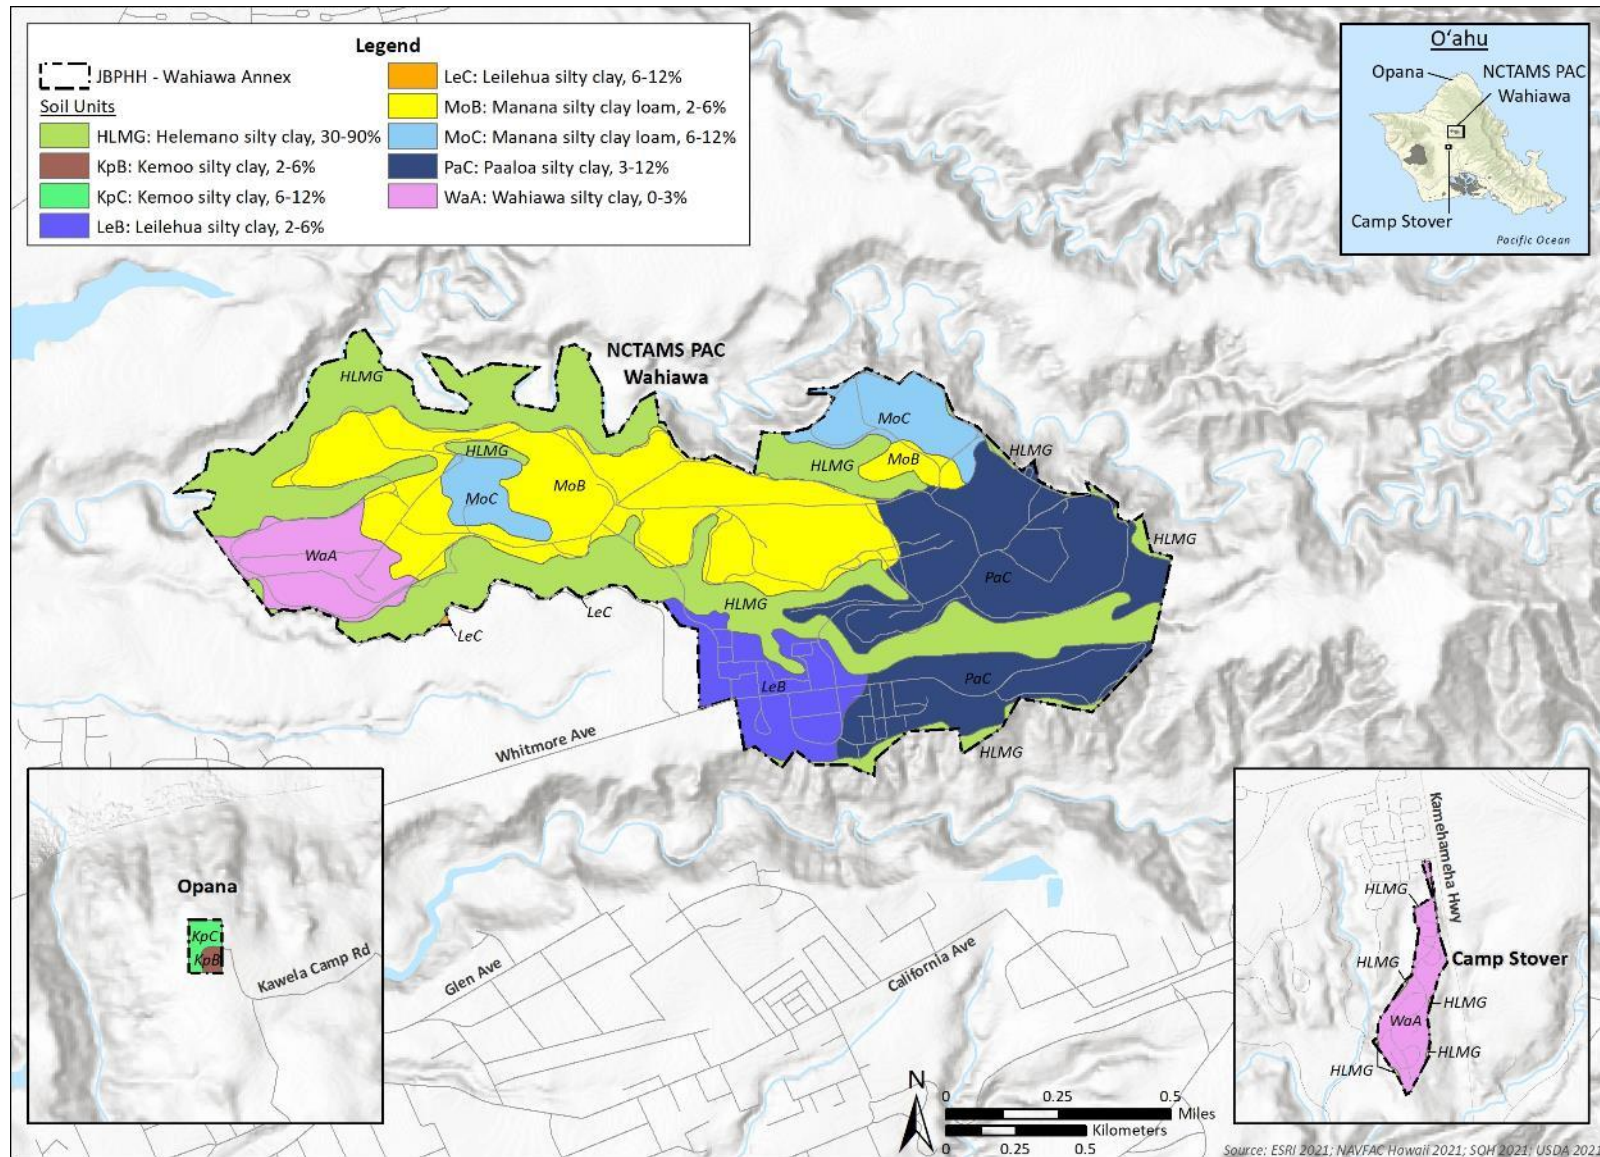 Legend
JBPHH - Wahiawa Annex
Soil Units
HLMG: Helemano silty clay, 30-90%
KpB: Kemoo silty clay, 2-6%
KpC: Kemoo silty clay, 6-12%
LeB: Leilehua silty clay, 2-6%
LeC: Leilehua silty clay, 6-12%
MoB: Manana silty clay loam, 2-6%
MoC: Manana silty clay loam, 6-12%
PaC: Paaloa silty clay, 3-12%
WaA: Wahiawa silty clay, 0-3%
O‘ahu
Opana
NCTAMS PAC
Wahiawa
Camp Stover
Pacific Ocean
NCTAMS PAC
Wahiawa
HLMG
MoC
HLMG
HLMG
MoB
HLMG
MoB
MoC
HLMG
WaA
PaC
HLMG
LeC
LeC
LeB
PaC
HLMG
Whitmore Ave
Opana
KpC
KpB
Kawela Camp Rd
Glen Ave
California Ave
Kamehameha Hwy
HLMG
Camp Stover
HLMG
HLMG
WaA
HLMG
HLMG
N
0 0.25 0.5
Miles
Kilometers
0 0.25 0.5
Source: ESRI 2021; NAVFAC Hawaii 2021; SOH 2021; USDA 2021